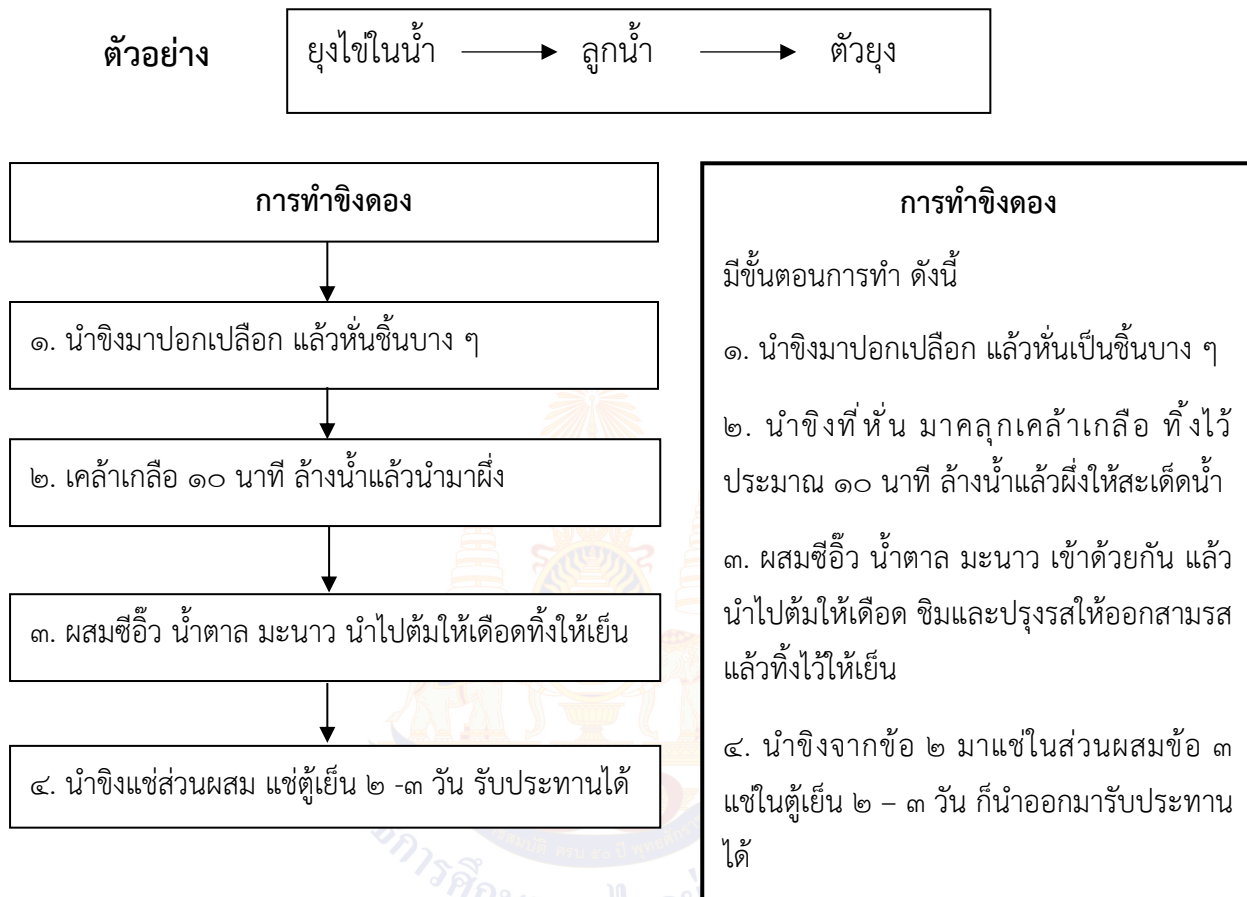 ตัวอย่าง
ยุงไข่ในน้ำ ลูกน้ำ ตัวยุง
การทำขิงดอง
๑. นำขิงมาปอกเปลือก แล้วหั่นชิ้นบาง ๆ
๒. เคล้าเกลือ ๑๐ นาที ล้างน้ำแล้วนำมาผึ่ง
๓. ผสมซีอิ๊ว น้ำตาล มะนาว นำไปต้มให้เดือดทิ้งให้เย็น
๔. นำขิงแช่ส่วนผสม แช่ตู้เย็น ๒ -๓ วัน รับประทานได้
การทำขิงดอง
มีขั้นตอนการทำ ดังนี้
๑. นำขิงมาปอกเปลือก แล้วหั่นเป็นชิ้นบาง ๆ
๒. นำขิงที่หั่น มาคลุกเคล้าเกลือ ทิ้งไว้
ประมาณ ๑๐ นาที ล้างน้ำแล้วผึ่งให้สะเด็ดน้ำ
๓. ผสมซีอิ๊ว น้ำตาล มะนาว เข้าด้วยกัน แล้ว
นำไปต้มให้เดือด ชิมและปรุงรสให้ออกสามรส
แล้วทิ้งไว้ให้เย็น
๔. นำขิงจากข้อ ๒ มาแช่ในส่วนผสมข้อ ๓
แช่ในตู้เย็น ๒ – ๓ วัน ก็นำออกมารับประทาน
ได้